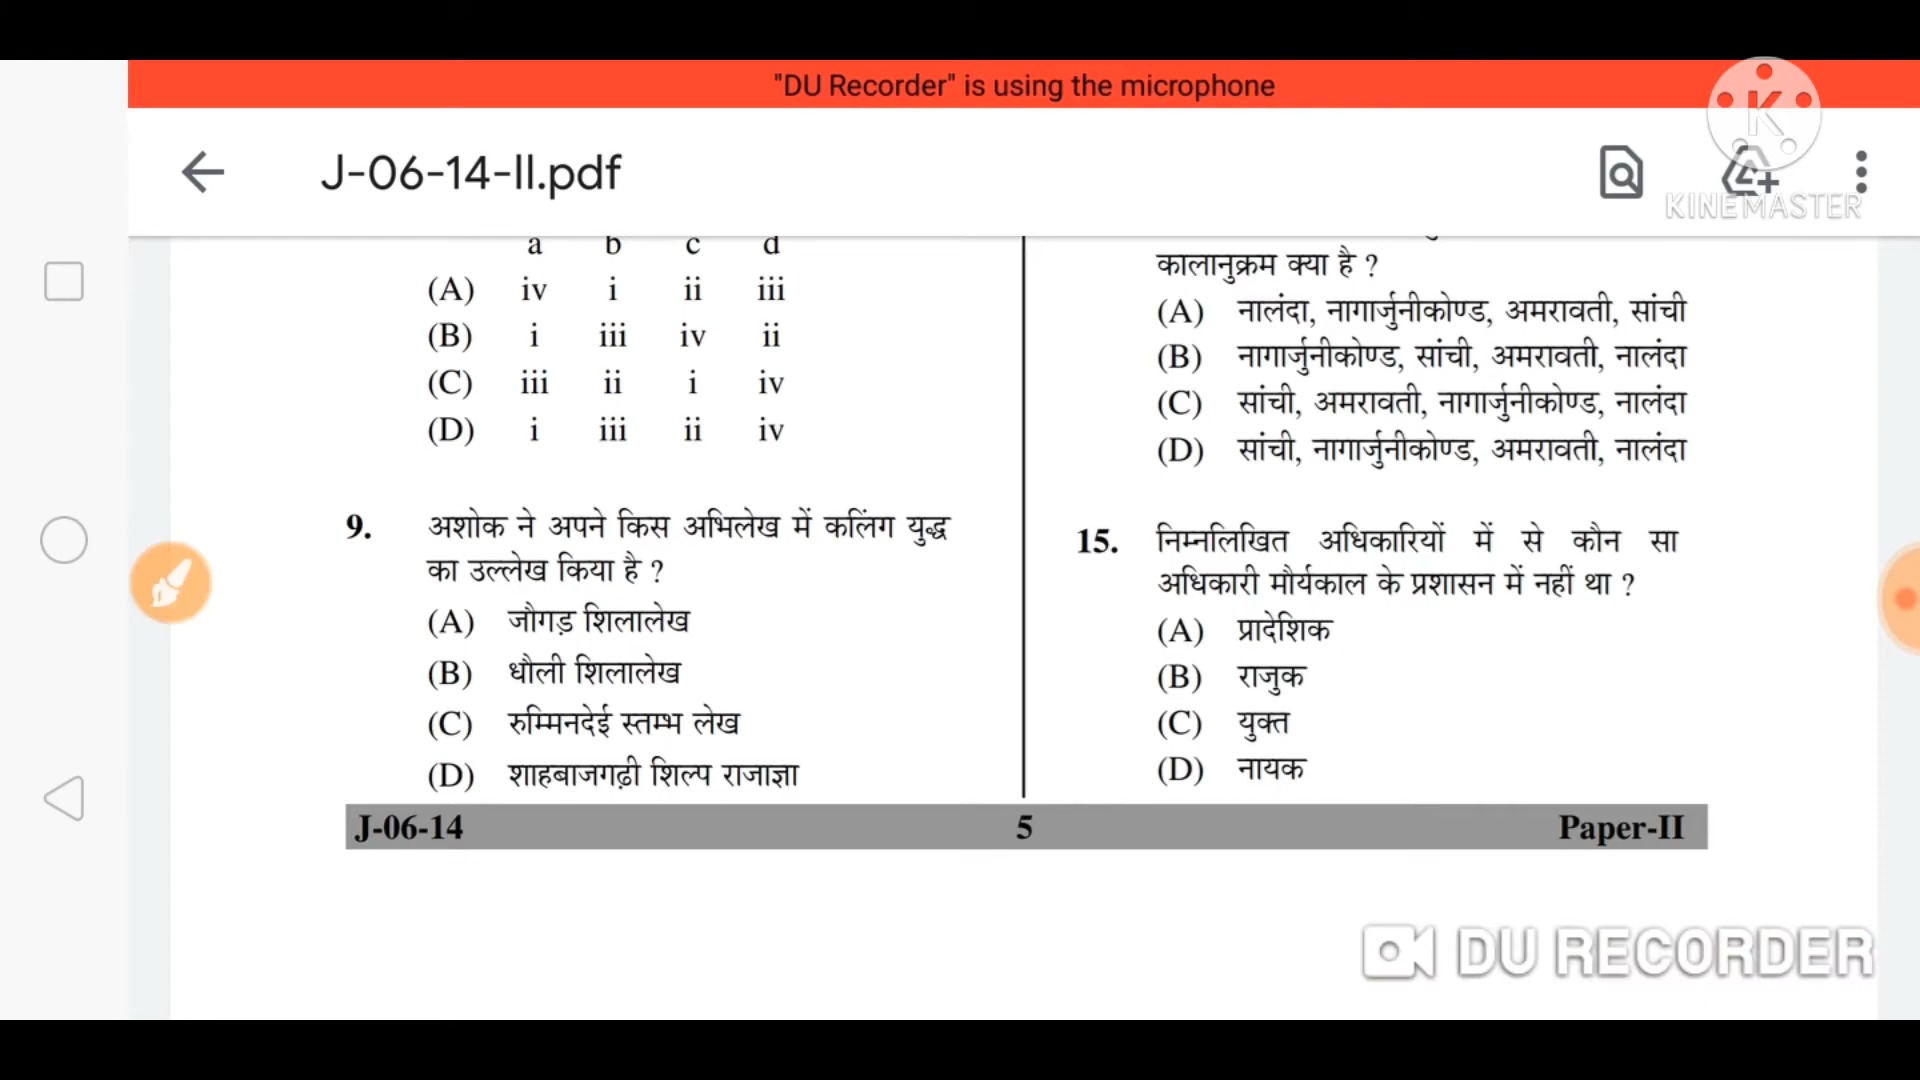 "DU Recorder" is using the microphone
K
J-06-14-II.pdf
KINEMASTER
a b c d
(A) iv i ii iii
(B) i iii iv ii
(C) iii ii i iv
(D) i iii ii iv
9. अशोक ने अपने किस अभिलेख में कलिंग युद्ध
का उल्लेख किया है ?
(A) जौगड़ शिलालेख
(B) धौली शिलालेख
(C) रुम्मिनदेई स्तम्भ लेख
(D) शाहबाजगढ़ी शिल्प राजाज्ञा
कालानुक्रम क्या है ?
(A) नालंदा, नागार्जुनीकोण्ड, अमरावती, सांची
(B) नागार्जुनीकोण्ड, सांची, अमरावती, नालंदा
(C) सांची, अमरावती, नागार्जुनीकोण्ड, नालंदा
(D) सांची, नागार्जुनीकोण्ड, अमरावती, नालंदा
15. निम्नलिखित अधिकारियों में से कौन सा
अधिकारी मौर्यकाल के प्रशासन में नहीं था ?
(A) प्रादेशिक
(B) राजुक
(C) युक्त
(D) नायक
J-06-14 5 Paper-II
DU RECORDER